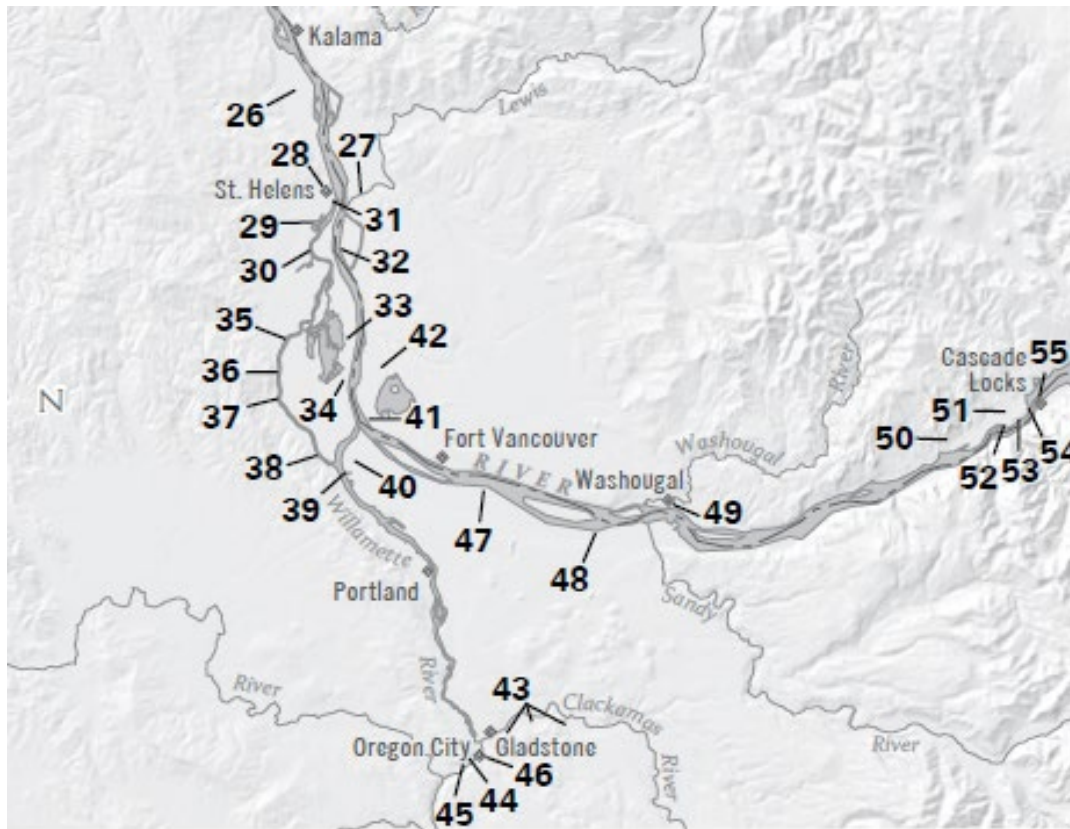 Kalama
26
Lewis
27
28
St. Helens
31
29
30
32
33
35
42
36
34
37
41
N
Cascade
Locks
55
51
50
54
52
53
River
Washougal
Fort Vancouver
RIVER
Washougal
38
40
39
47
49
48
Willamette
Portland
River
Sandy
River
River
43
Clackamas
River
Oregon City
Gladstone
46
44
45